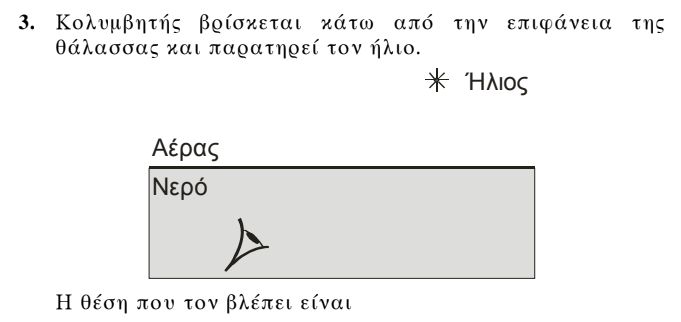 3. Κολυμβητής βρίσκεται κάτω από την επιφάνεια της
θάλασσας και παρατηρεί τον ήλιο.
Ήλιος
Αέρας
Νερό
Η θέση που τον βλέπει είναι